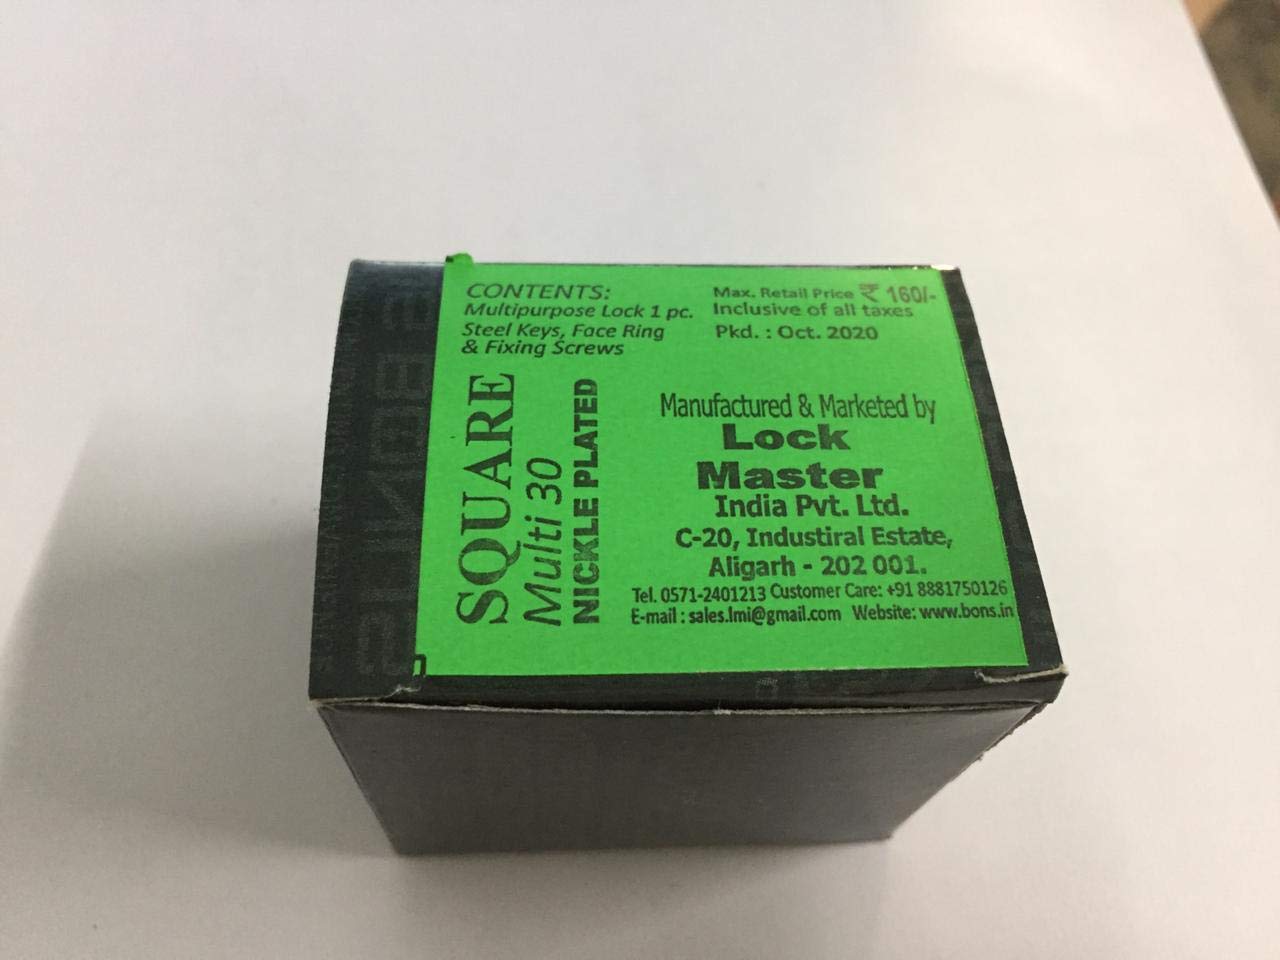 CONTENTS:
Multipurpose Lock 1 pc.
Steel Keys, Face Ring
& Fixing Screws
Max. Retail Price ₹ 160/-
Inclusive of all taxes
Pkd. : Oct. 2020
SQUARE
Multi 30
NICKLE PLATED
Manufactured & Marketed by
Lock
Master
India Pvt. Ltd.
C-20, Industiral Estate,
Aligarh - 202 001.
Tel. 0571-2401213 Customer Care: +91 8881750126
E-mail : sales.lmi@gmail.com Website: www.bons.in